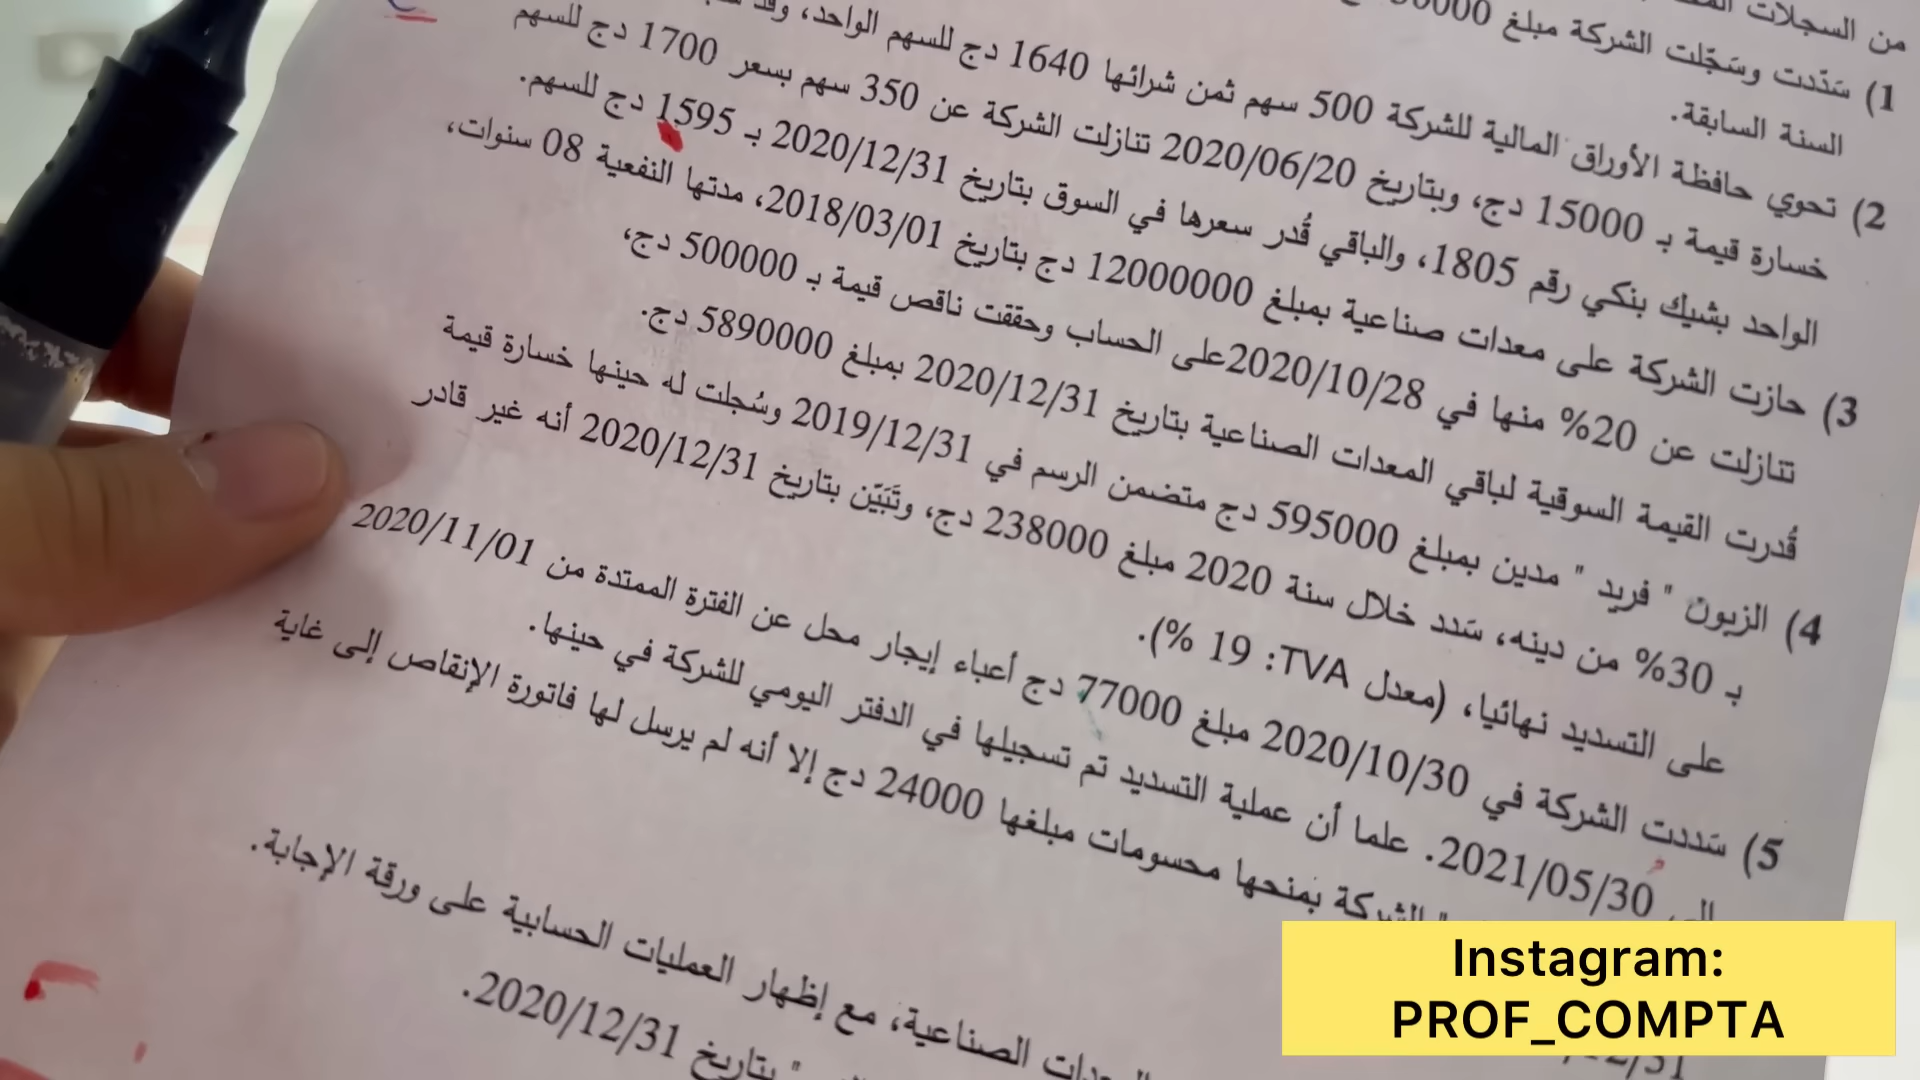 من السجلات
1) سَدّدت وسَجّلت الشركة مبلغ
السنة السابقة.
2) تحوي حافظة الأوراق المالية للشركة 500 سهم ثمن شرائها 1640 دج للسهم الواحد، وقد
خسارة قيمة بـ 15000 دج، وبتاريخ 2020/06/20 تنازلت الشركة عن 350 سهم بسعر 1700 دج للسهم
الواحد بشيك بنكي رقم 1805، والباقي قُدر سعرها في السوق بتاريخ 2020/12/31 بـ 1595 دج للسهم.
3) حازت الشركة على معدات صناعية بمبلغ 12000000 دج بتاريخ 2018/03/01، مدتها النفعية 08 سنوات،
تنازلت عن 20% منها في 2020/10/28على الحساب وحققت ناقص قيمة بـ 500000 دج،
قُدرت القيمة السوقية لباقي المعدات الصناعية بتاريخ 2020/12/31 بمبلغ 5890000 دج.
4) الزبون " فريد " مدين بمبلغ 595000 دج متضمن الرسم في 2019/12/31 وسُجلت له حينها خسارة قيمة
بـ 30% من دينه، سَدد خلال سنة 2020 مبلغ 238000 دج، وتَبَيّن بتاريخ 2020/12/31 أنه غير قادر
على التسديد نهائيا، (معدل TVA: 19 %).
5) سَددت الشركة في 2020/10/30 مبلغ 77000 دج أعباء إيجار محل عن الفترة الممتدة من 2020/11/01
إلى 2021/05/30. علما أن عملية التسديد تم تسجيلها في الدفتر اليومي للشركة في حينها.
" الشركة بمنحها محسومات مبلغها 24000 دج إلا أنه لم يرسل لها فاتورة الإنقاص إلى غاية
الصناعية، مع إظهار العمليات الحسابية على ورقة الإجابة.
" بتاريخ 2020/12/31.
Instagram:
PROF_COMPTA